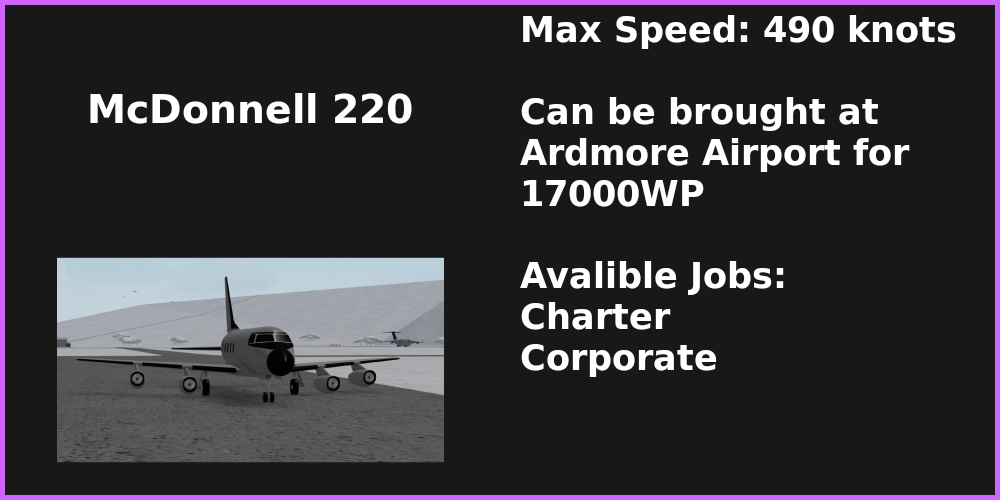 McDonnell 220
Max Speed: 490 knots
Can be brought at
Ardmore Airport for
17000WP
Avalible Jobs:
Charter
Corporate